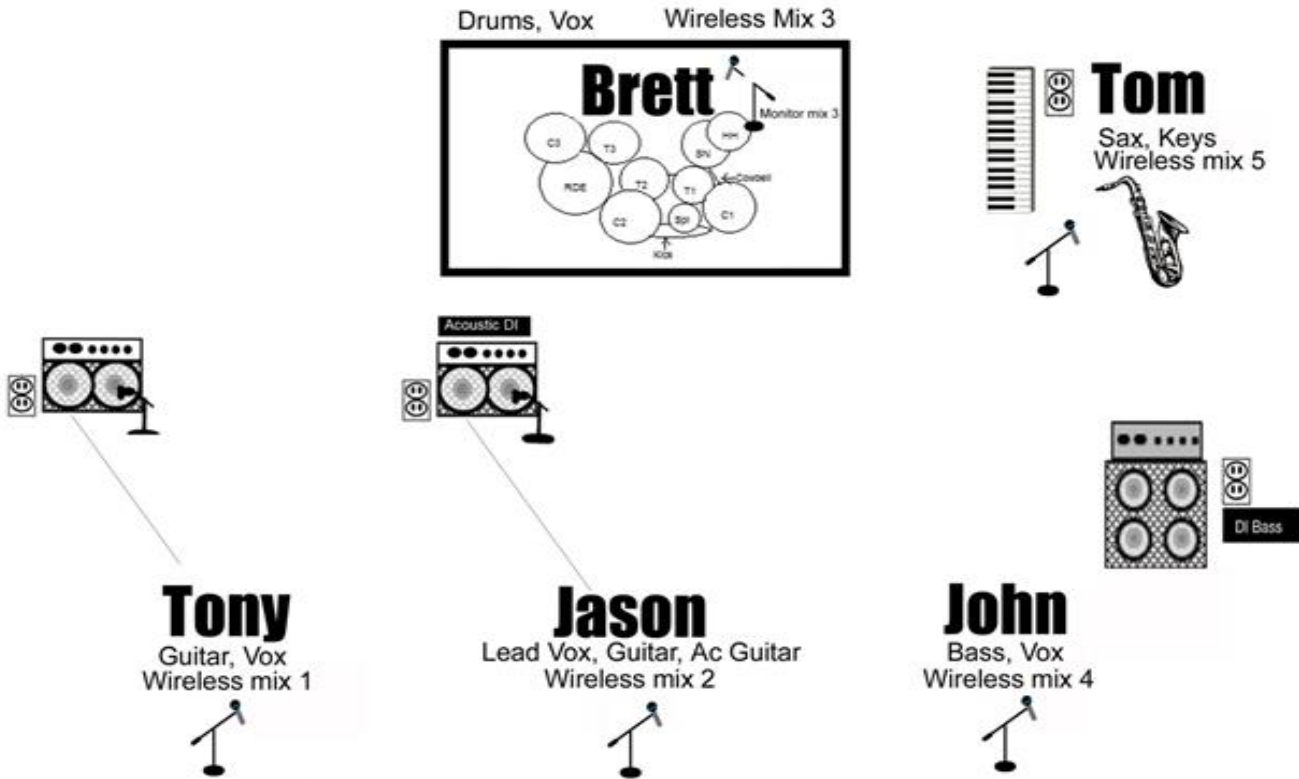 Drums, Vox
Wireless Mix 3
Brett
Monitor mix 3
HH
SN
C3
T3
RDE
T2
T1
Cowbell
C2
Spl
C1
Kick
Tom
Sax, Keys
Wireless mix 5
Acoustic DI
DI Bass
Tony
Guitar, Vox
Wireless mix 1
Jason
Lead Vox, Guitar, Ac Guitar
Wireless mix 2
John
Bass, Vox
Wireless mix 4